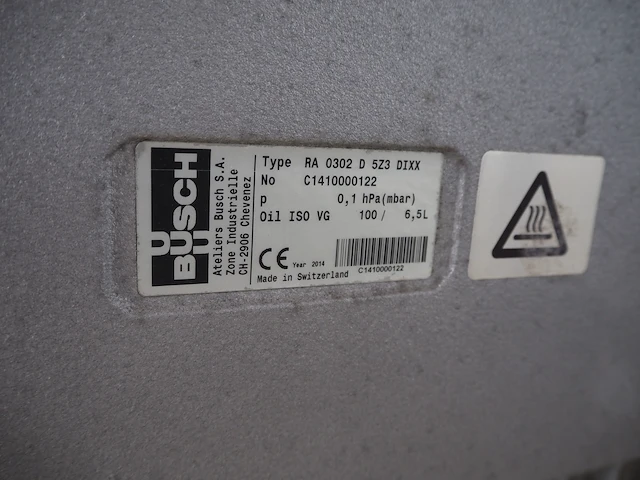 BUSCH
Ateliers Busch S.A.
Zone Industrielle
CH-2906 Chevenez
Type RA 0302 D 5Z3 DIXX
No C1410000122
p 0,1 hPa(mbar)
Oil ISO VG 100 / 6,5L
CE Year 2014
Made in Switzerland
C1410000122